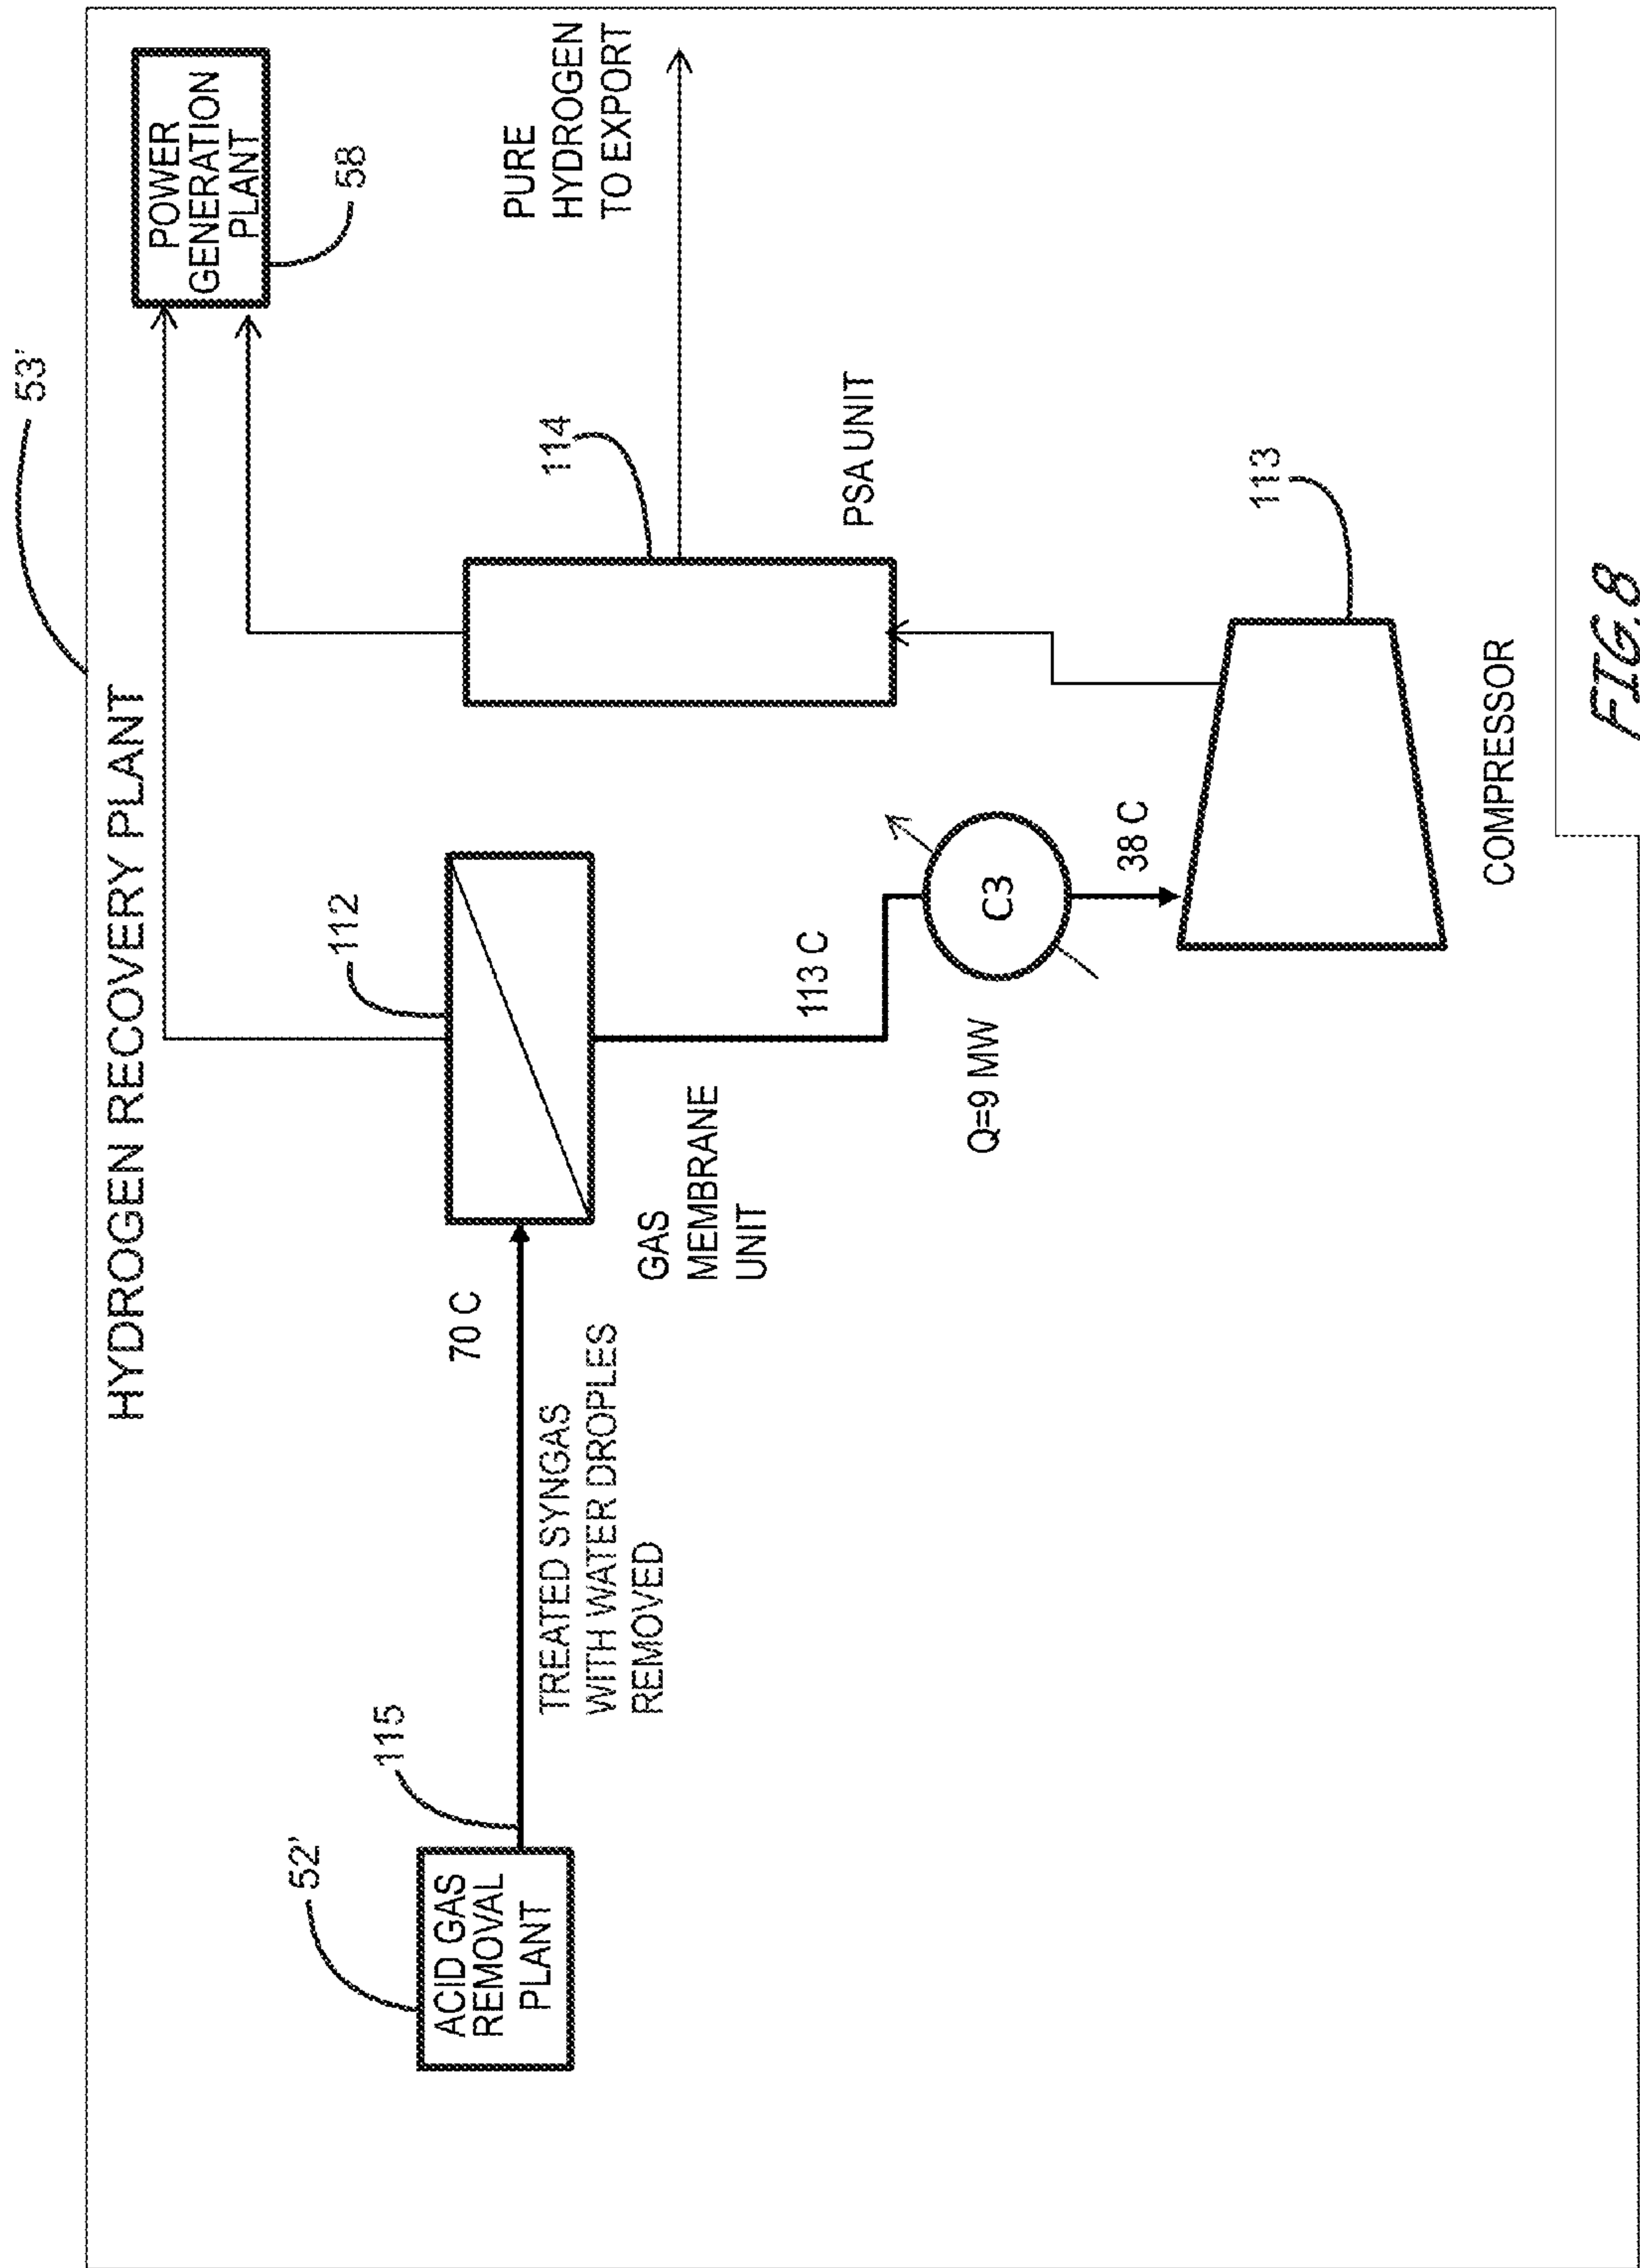 53'
HYDROGEN RECOVERY PLANT
POWER
GENERATION
PLANT
58
52'
ACID GAS
REMOVAL
PLANT
115
70 C
TREATED SYNGAS
WITH WATER DROPLES
REMOVED
112
GAS
MEMBRANE
UNIT
114
PURE
HYDROGEN
TO EXPORT
PSA UNIT
113 C
Q=9 MW
C3
38 C
113
COMPRESSOR
FIG.8